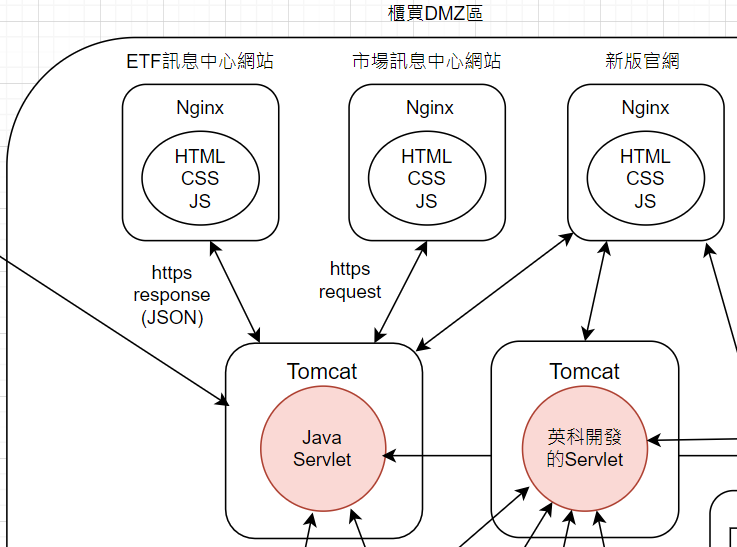 櫃買DMZ區
ETF訊息中心網站
市場訊息中心網站
新版官網
Nginx
HTML
CSS
JS
Nginx
HTML
CSS
JS
Nginx
HTML
CSS
JS
https
response
(JSON)
https
request
Tomcat
Java
Servlet
Tomcat
英科開發
的Servlet